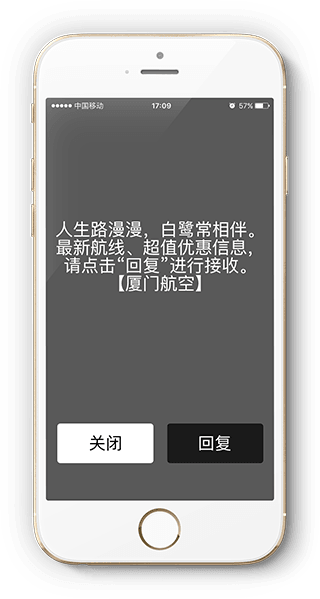 中国移动 17:09 57%
人生路漫漫，白鹭常相伴。
最新航线、超值优惠信息，
请点击“回复”进行接收。
【厦门航空】
关闭 回复